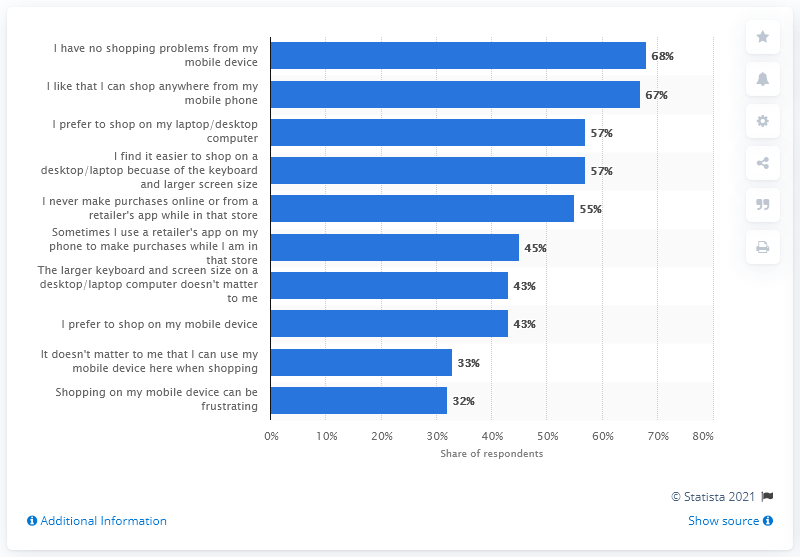 I have no shopping problems from my
mobile device
68%
I like that I can shop anywhere from my
mobile phone
67%
I prefer to shop on my laptop/desktop
computer
57%
I find it easier to shop on a
desktop/laptop becuase of the keyboard
and larger screen size
57%
I never make purchases online or from a
retailer's app while in that store
55%
Sometimes I use a retailer's app on my
phone to make purchases while I am in
that store
45%
The larger keyboard and screen size on a
desktop/laptop computer doesn't matter
to me
43%
I prefer to shop on my mobile device
43%
It doesn't matter to me that I can use my
mobile device here when shopping
33%
Shopping on my mobile device can be
frustrating
32%
0% 10% 20% 30% 40% 50% 60% 70% 80%
Share of respondents
© Statista 2021
Additional Information
Show source